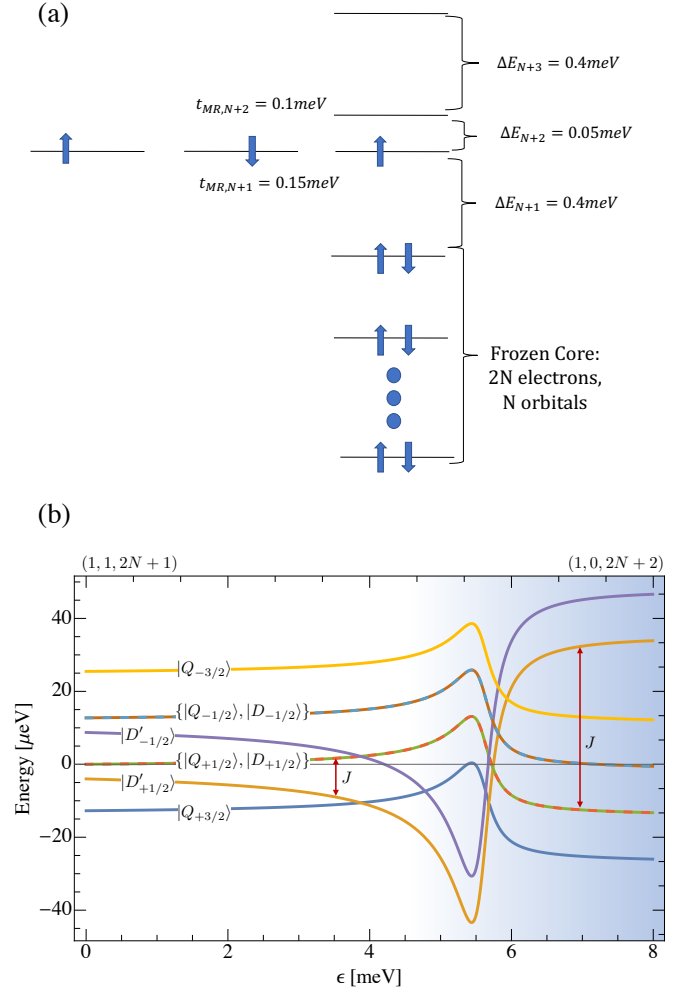 (a)
ΔE_{N+3} = 0.4meV
t_{MR,N+2} = 0.1meV
ΔE_{N+2} = 0.05meV
t_{MR,N+1} = 0.15meV
ΔE_{N+1} = 0.4meV
Frozen Core:
2N electrons,
N orbitals
(b)
(1, 1, 2N + 1)
(1, 0, 2N + 2)
40
20
0
−20
−40
Energy [μeV]
|Q_{−3/2}⟩
{|Q_{−1/2}⟩, |D_{−1/2}⟩}
|D′_{−1/2}⟩
{|Q_{+1/2}⟩, |D_{+1/2}⟩}
|D′_{+1/2}⟩
|Q_{+3/2}⟩
J
J
0
2
4
6
8
ϵ [meV]